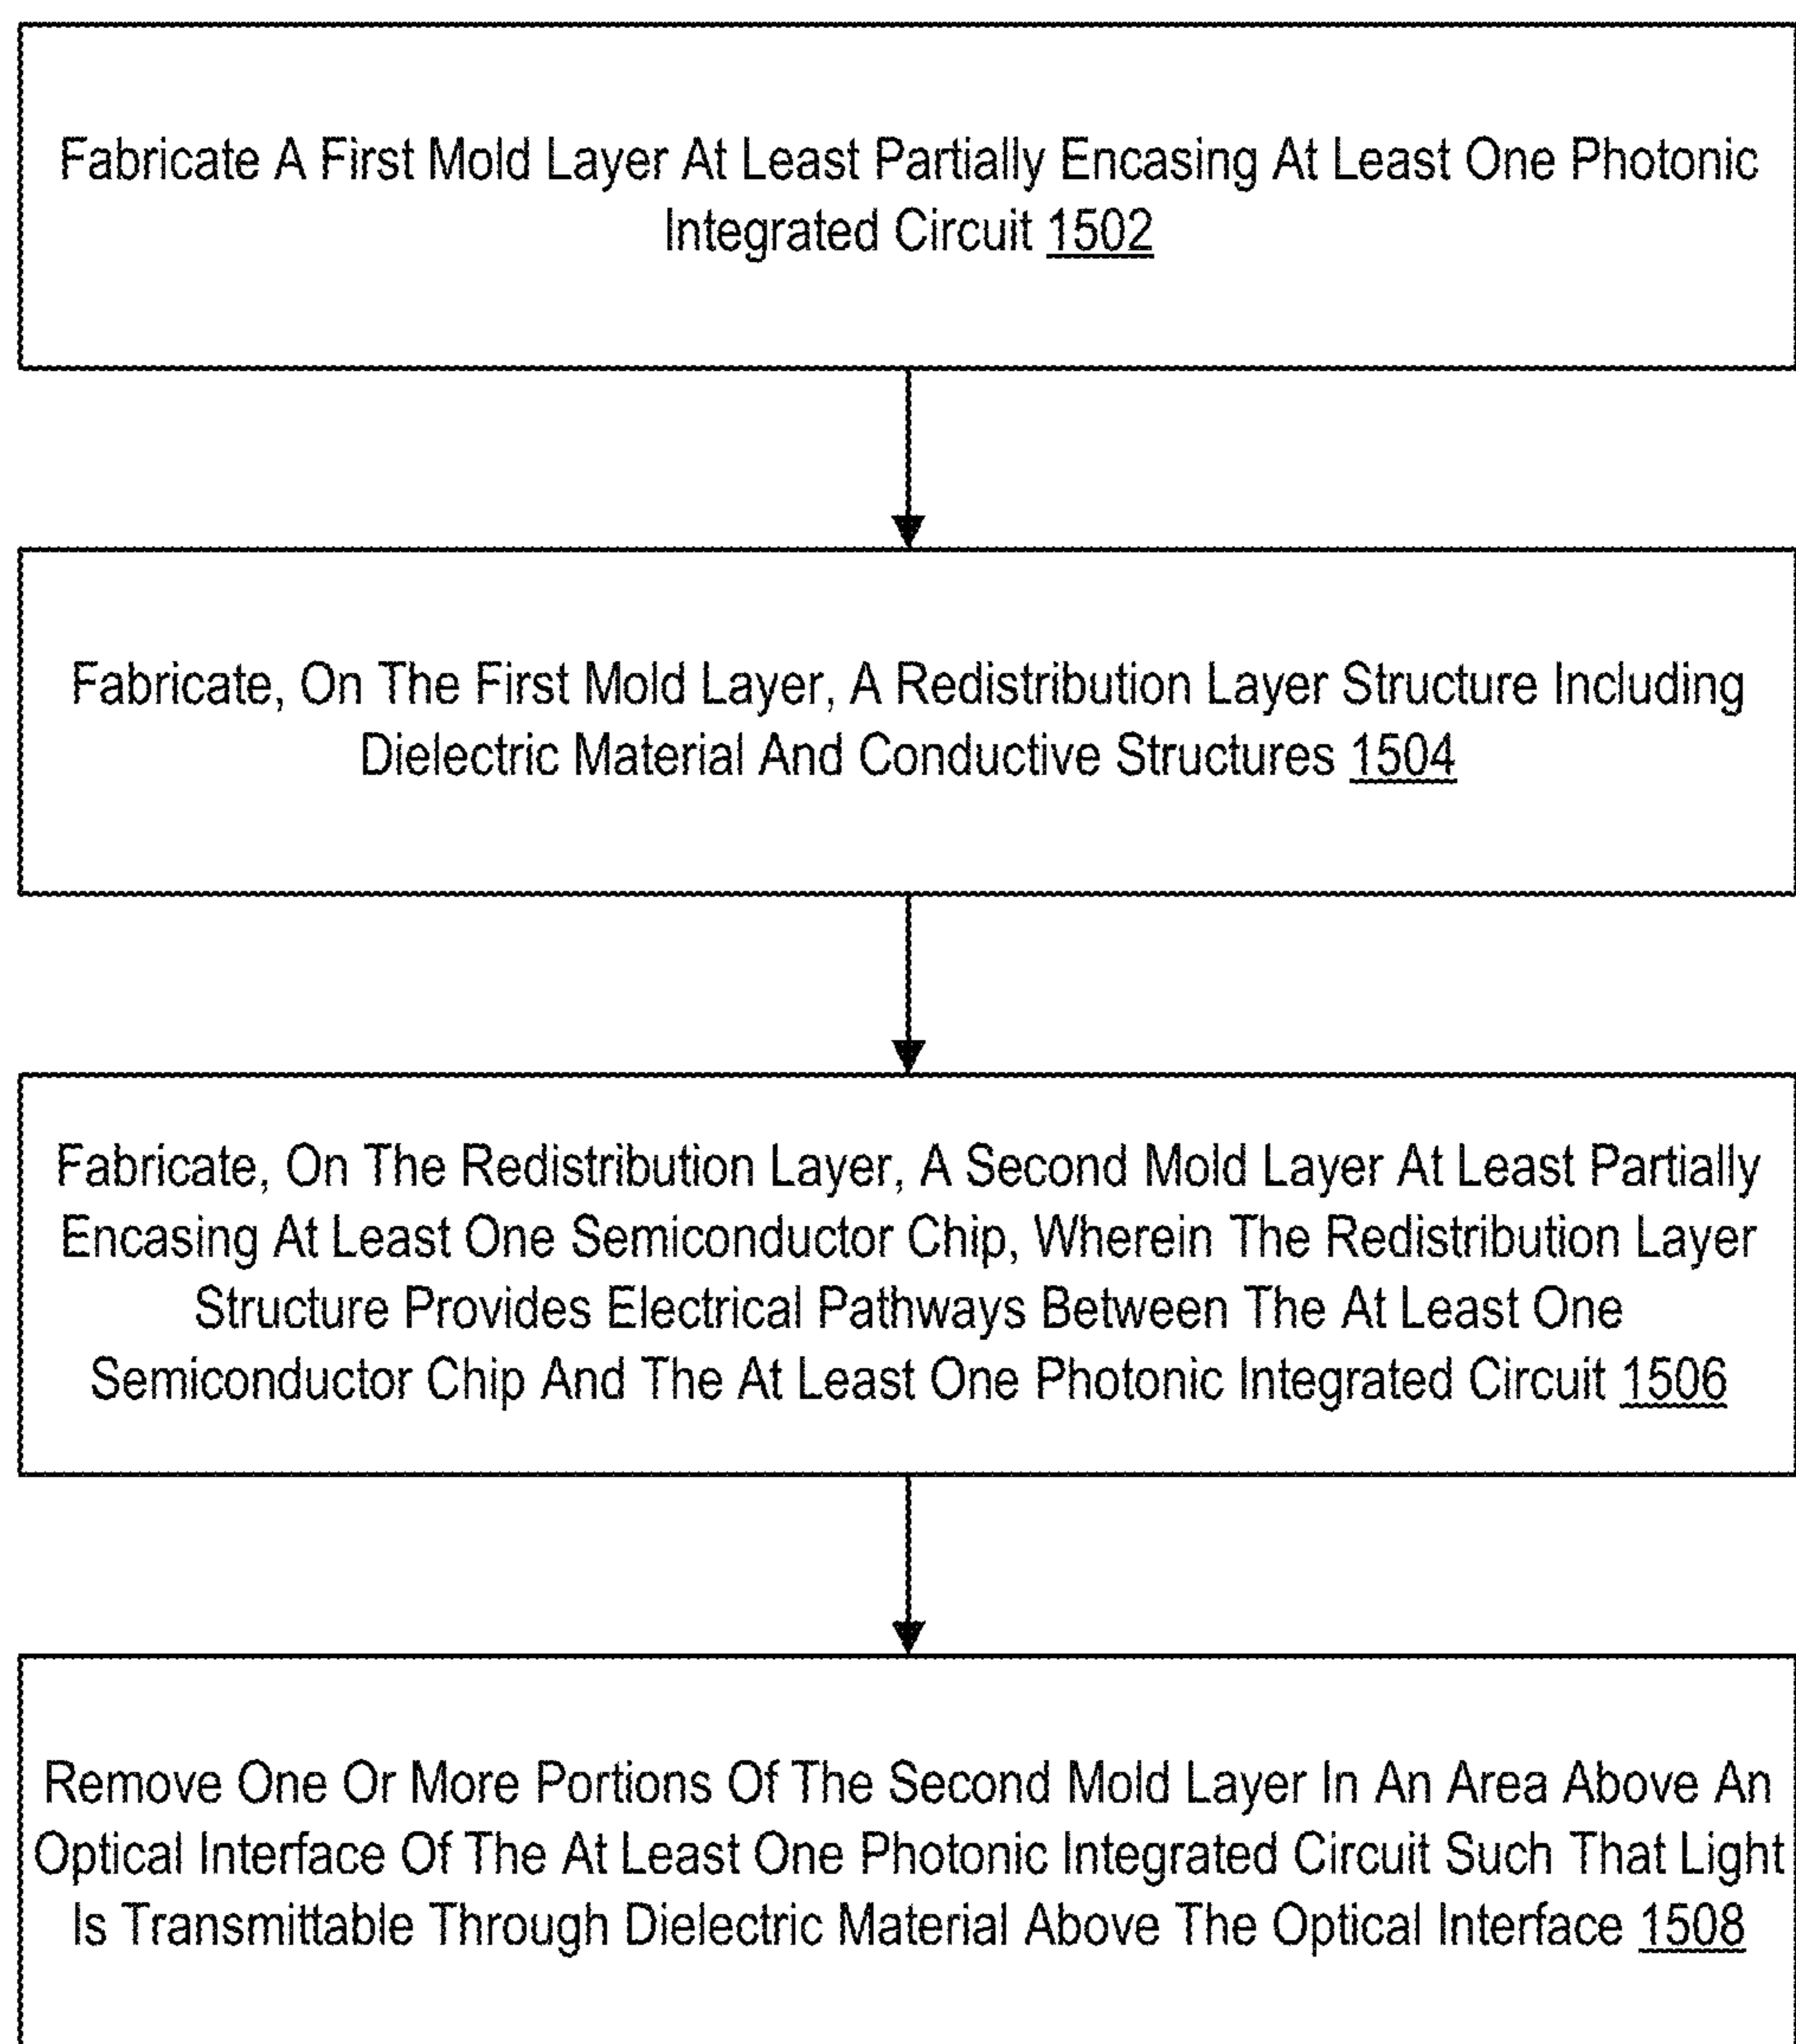 Fabricate A First Mold Layer At Least Partially Encasing At Least One Photonic
Integrated Circuit 1502
Fabricate, On The First Mold Layer, A Redistribution Layer Structure Including
Dielectric Material And Conductive Structures 1504
Fabricate, On The Redistribution Layer, A Second Mold Layer At Least Partially
Encasing At Least One Semiconductor Chip, Wherein The Redistribution Layer
Structure Provides Electrical Pathways Between The At Least One
Semiconductor Chip And The At Least One Photonic Integrated Circuit 1506
Remove One Or More Portions Of The Second Mold Layer In An Area Above An
Optical Interface Of The At Least One Photonic Integrated Circuit Such That Light
Is Transmittable Through Dielectric Material Above The Optical Interface 1508